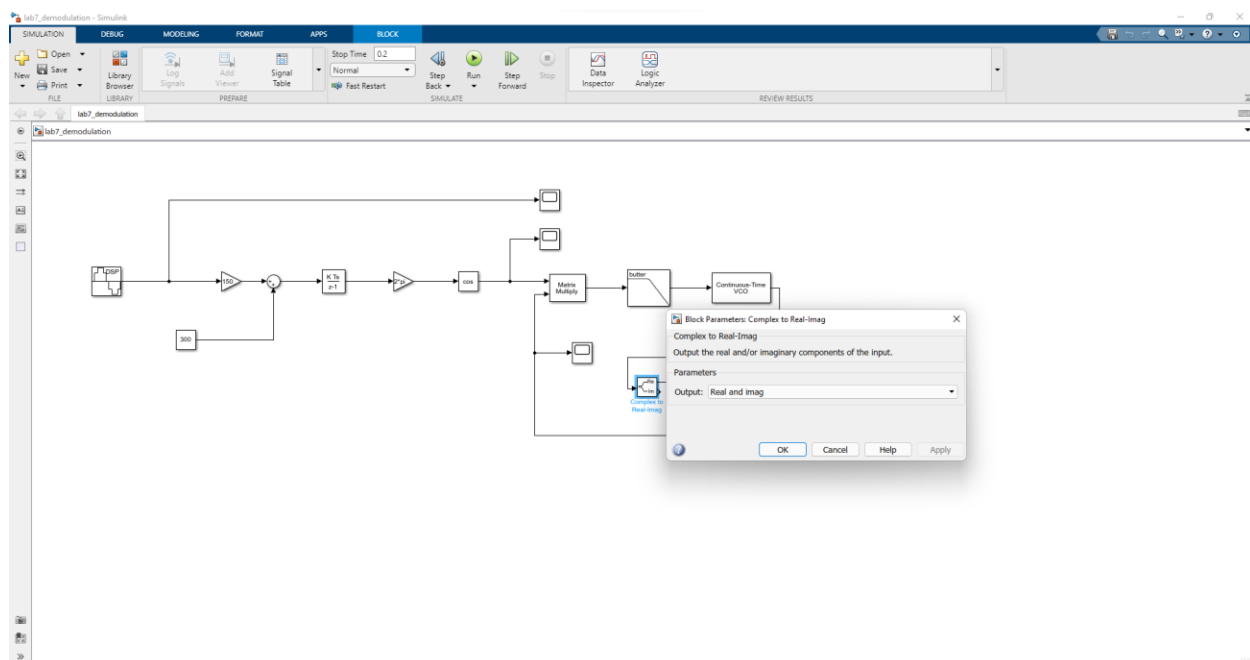 lab7_demodulation - Simulink
SIMULATION DEBUG MODELING FORMAT APPS BLOCK
New
Open
Save
Print
FILE
Library
Browser
LIBRARY
Log
Signals
Add
Viewer
Signal
Table
PREPARE
Stop Time 0.2
Normal
Fast Restart
Step
Back
Run
Step
Forward
Stop
SIMULATE
Data
Inspector
Logic
Analyzer
REVIEW RESULTS
lab7_demodulation
lab7_demodulation
DSP
150
K Ts
z-1
2*pi
cos
Matrix
Multiply
butter
Continuous-Time
VCO
300
Re
Im
Complex to
Real-Imag
Block Parameters: Complex to Real-Imag
Complex to Real-Imag
Output the real and/or imaginary components of the input.
Parameters
Output: Real and imag
OK Cancel Help Apply